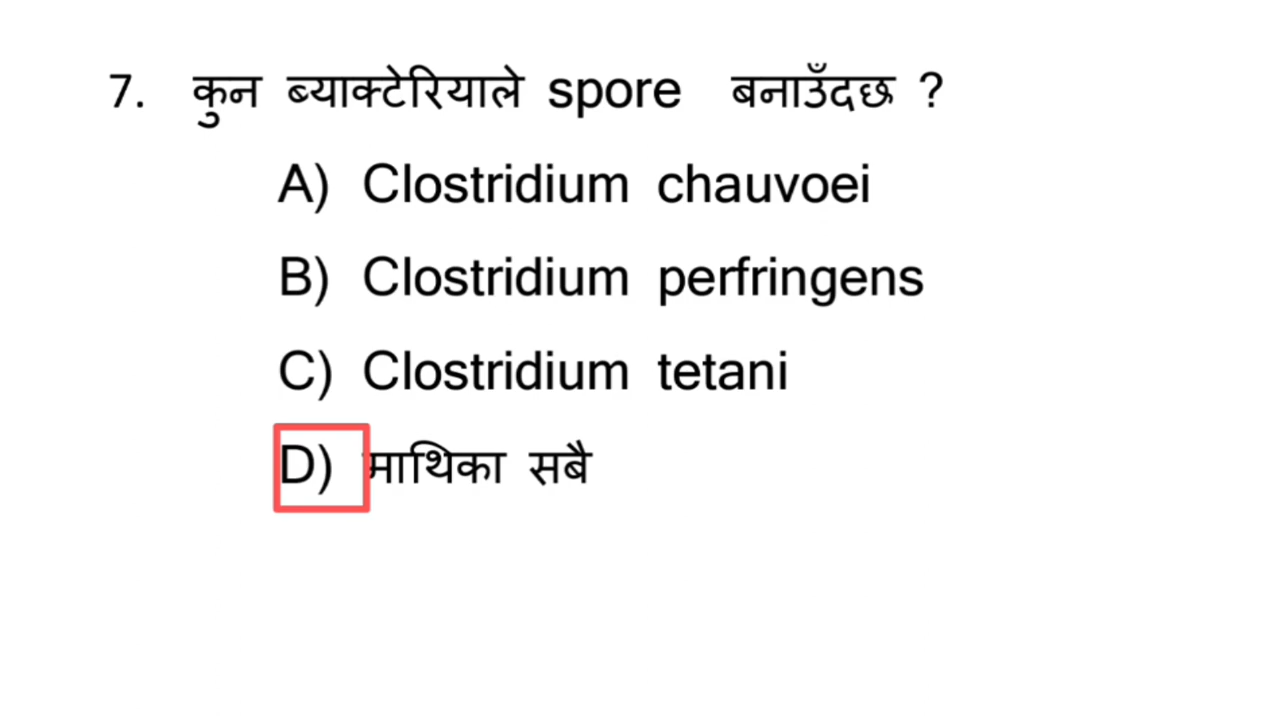 7. कुन ब्याक्टेरियाले spore बनाउँदछ ?
A) Clostridium chauvoei
B) Clostridium perfringens
C) Clostridium tetani
D) माथिका सबै